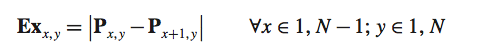 Ex_{x,y} = |P_{x,y} − P_{x+1,y}| ∀x ∈ 1, N − 1; y ∈ 1, N